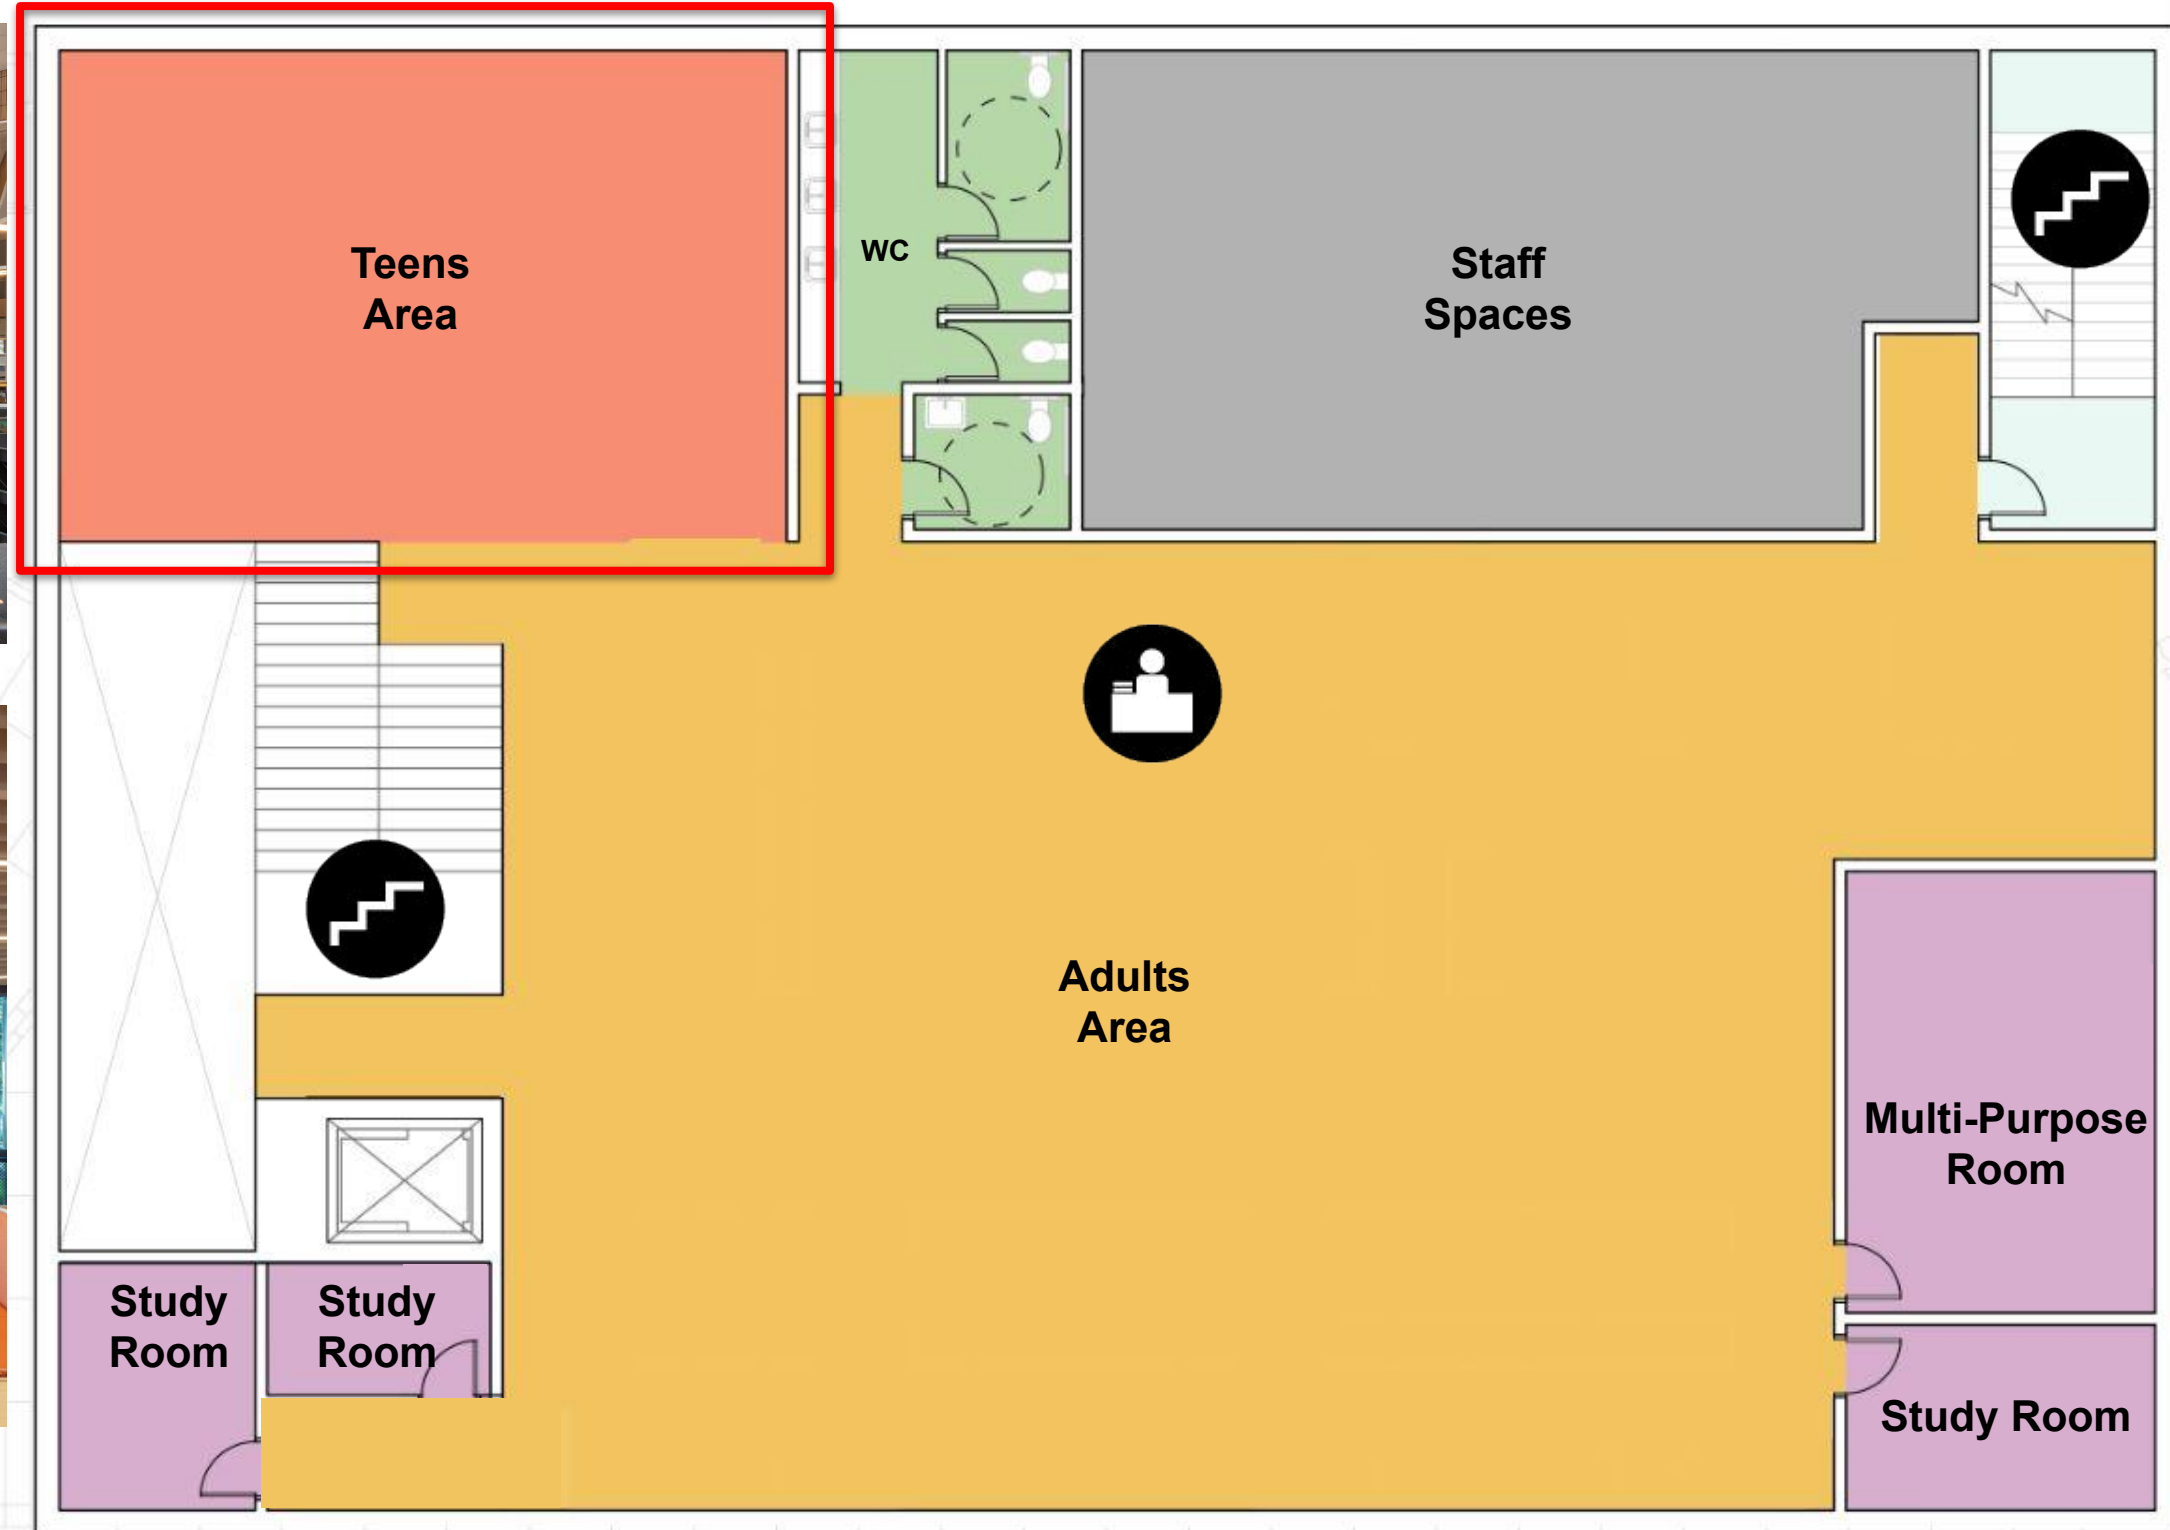 Teens
Area
WC
Staff
Spaces
Adults
Area
Multi-Purpose
Room
Study
Room
Study
Room
Study Room